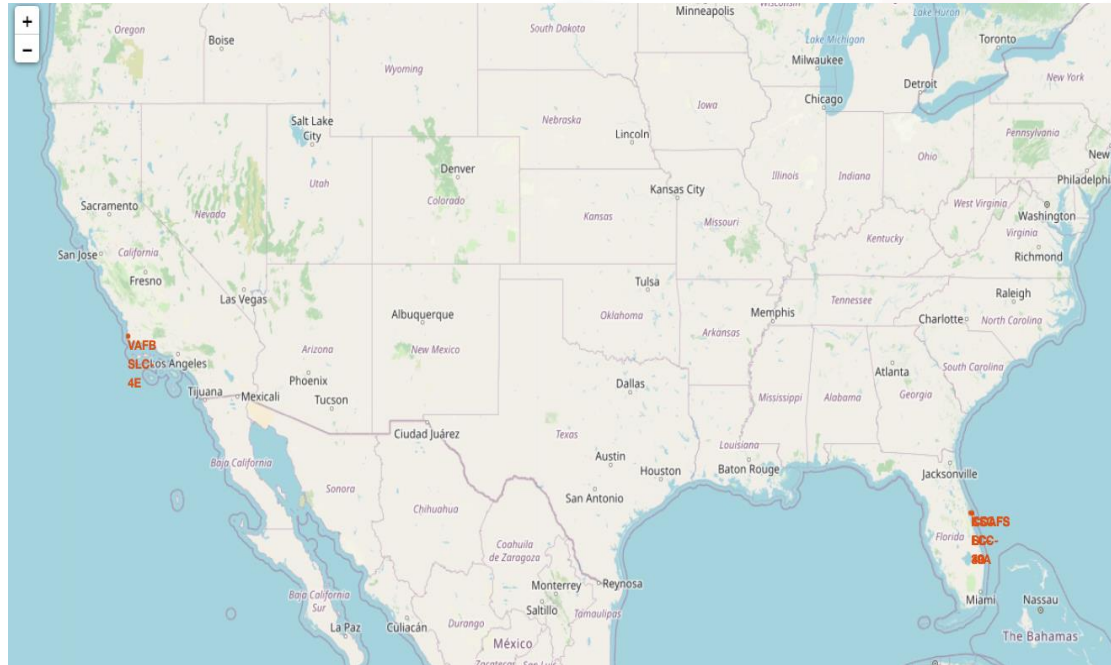 +
−
Oregon
Boise
South Dakota
Minneapolis
Wisconsin
Lake Huron
Toronto
Lake Michigan
Milwaukee
Wyoming
Detroit
New York
Chicago
Iowa
Salt Lake
City
Nebraska
Lincoln
Pennsylvania
New
Ohio
Denver
Utah
Illinois
Indiana
Philadelphi
Kansas City
Sacramento
Nevada
Colorado
Kansas
Missouri
West Virginia
Washington
Virginia
San Jose
California
Kentucky
Richmond
Fresno
Las Vegas
Tulsa
Raleigh
Tennessee
Albuquerque
Oklahoma
Memphis
Charlotte
North Carolina
Arkansas
VAFB
SLC-
4E
Los Angeles
Arizona
New Mexico
Atlanta
South Carolina
Phoenix
Tucson
Dallas
Tijuana
Mexicali
Mississippi
Alabama
Georgia
Ciudad Juárez
Texas
Louisiana
Austin
Houston
Baton Rouge
Jacksonville
Baja California
Sonora
San Antonio
Chihuahua
Florida
Coahuila
de Zaragoza
Monterrey
Reynosa
Miami
Nassau
Baja California
Sur
Saltillo
Tamaulipas
La Paz
Culiacán
Durango
México
The Bahamas
Zacatecas
San Luis